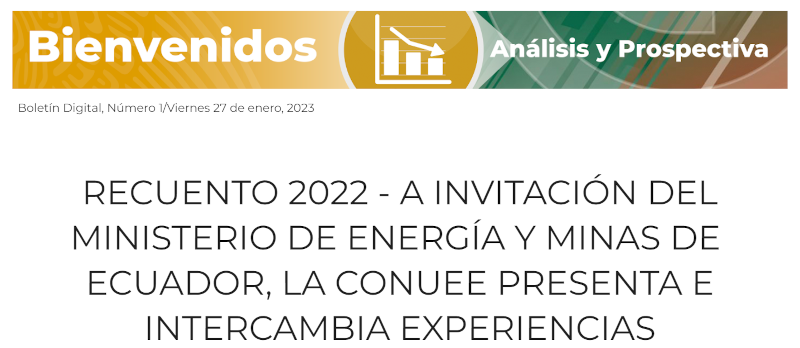 Bienvenidos
Análisis y Prospectiva
Boletín Digital, Número 1/Viernes 27 de enero, 2023
RECUENTO 2022 - A INVITACIÓN DEL
MINISTERIO DE ENERGÍA Y MINAS DE
ECUADOR, LA CONUEE PRESENTA E
INTERCAMBIA EXPERIENCIAS